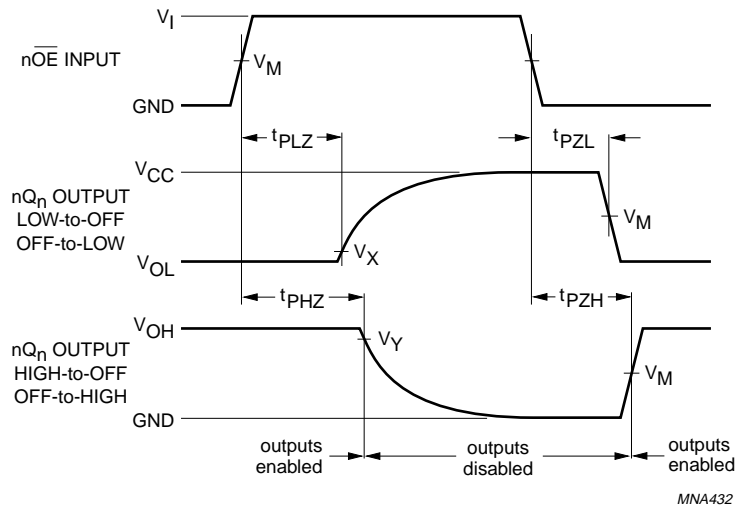 V_I
nOE INPUT
V_M
GND
t_PLZ
t_PZL
V_CC
nQ_n OUTPUT
LOW-to-OFF
OFF-to-LOW
V_M
V_X
V_OL
t_PHZ
t_PZH
V_OH
V_Y
nQ_n OUTPUT
HIGH-to-OFF
OFF-to-HIGH
V_M
GND
outputs
enabled
outputs
disabled
outputs
enabled
MNA432